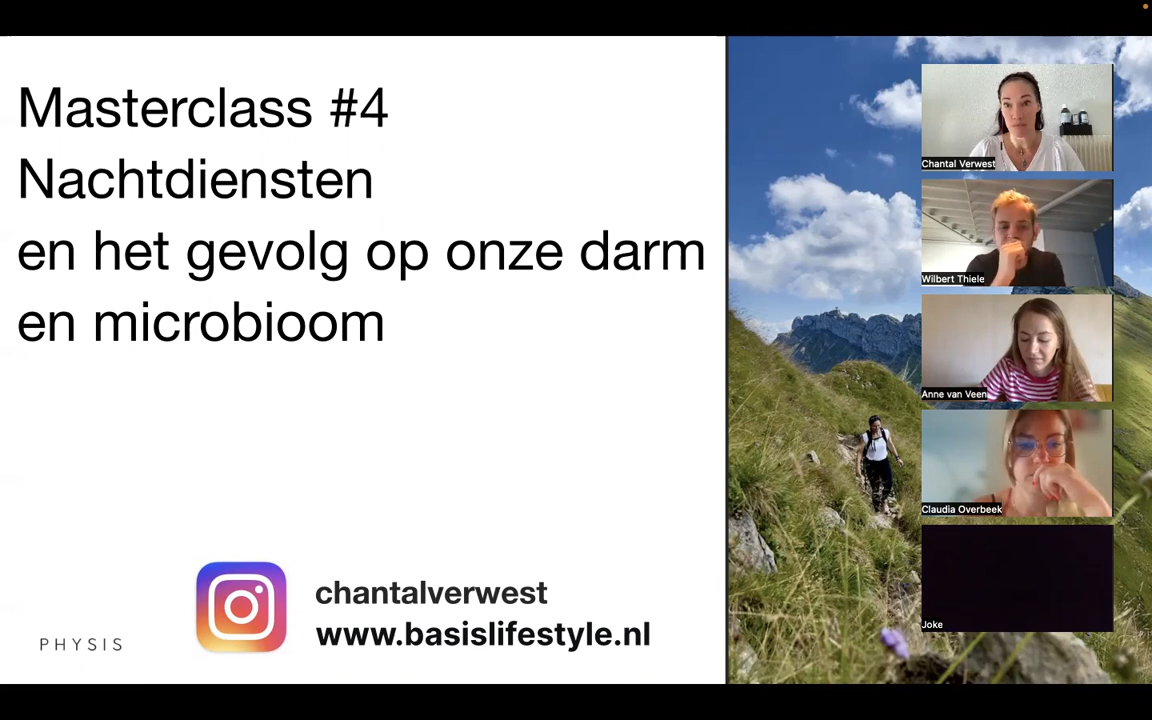 Masterclass #4
Nachtdiensten
en het gevolg op onze darm
en microbioom
chantalverwest
www.basislifestyle.nl
PHYSIS
Chantal Verwest
Wilbert Thiele
Anne van Veen
Claudia Overbeek
Joke